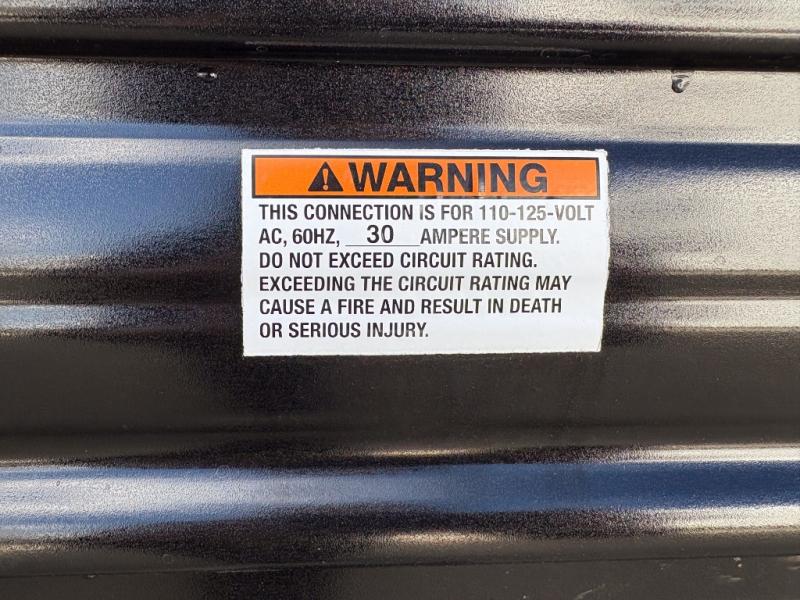 WARNING
THIS CONNECTION IS FOR 110-125-VOLT
AC, 60HZ, 30 AMPERE SUPPLY.
DO NOT EXCEED CIRCUIT RATING.
EXCEEDING THE CIRCUIT RATING MAY
CAUSE A FIRE AND RESULT IN DEATH
OR SERIOUS INJURY.